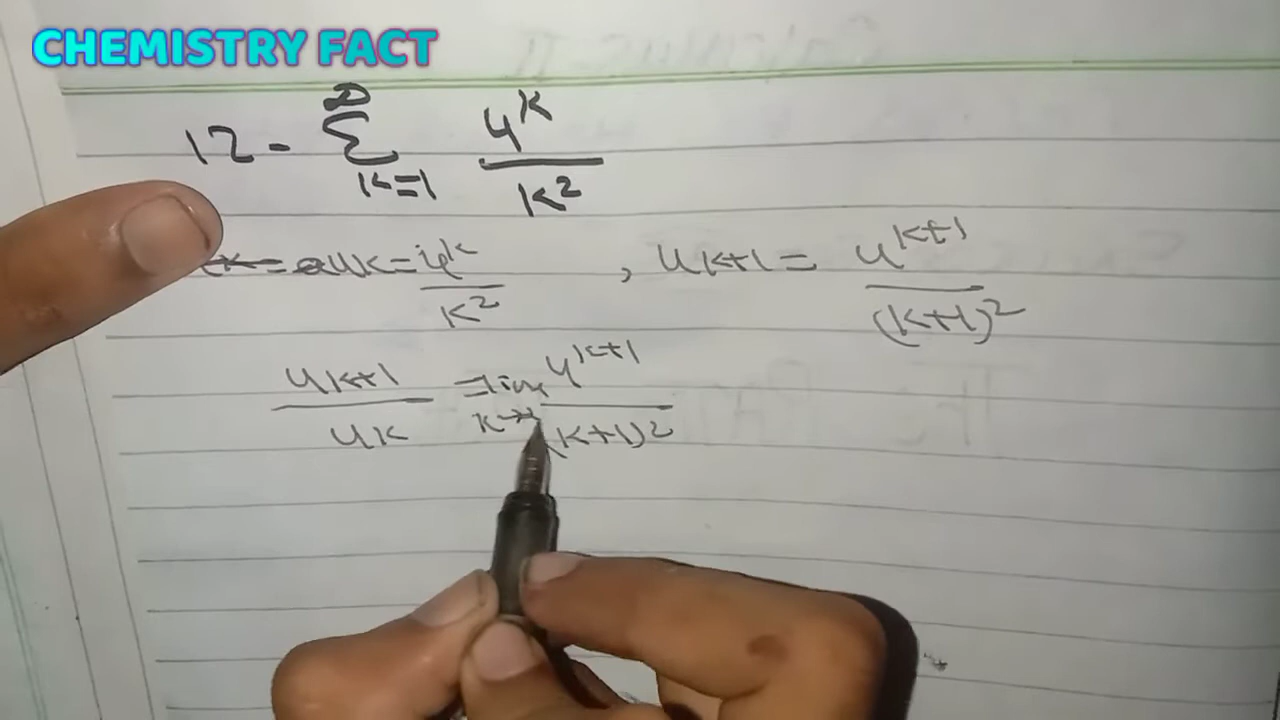 CHEMISTRY FACT
12 - ∞ Σ k=1 4^k / k^2
uk = 4^k / k^2 , uk+1 = 4^k+1 / (k+1)^2
uk+1 / uk = lim k→ 4^k+1 / (k+1)^2